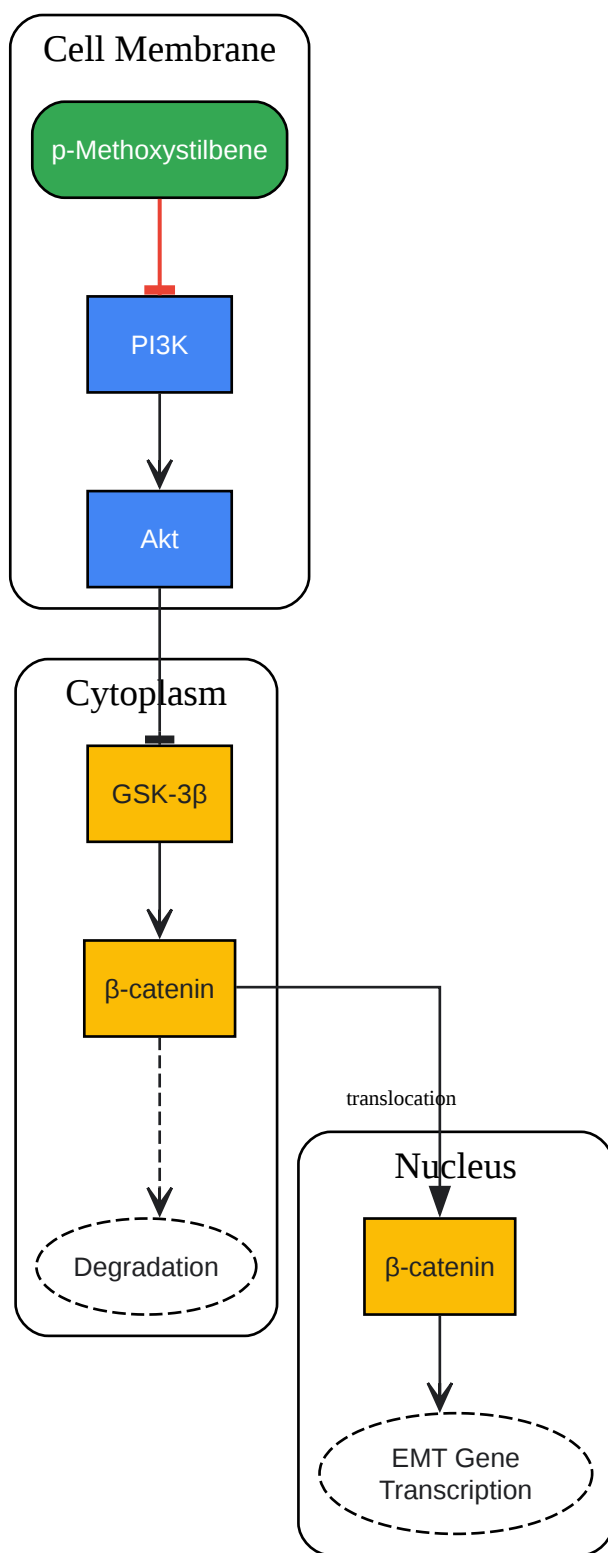 Cell Membrane
p-Methoxystilbene
PI3K
Akt
Cytoplasm
GSK-3β
β-catenin
translocation
Nucleus
β-catenin
Degradation
EMT Gene
Transcription